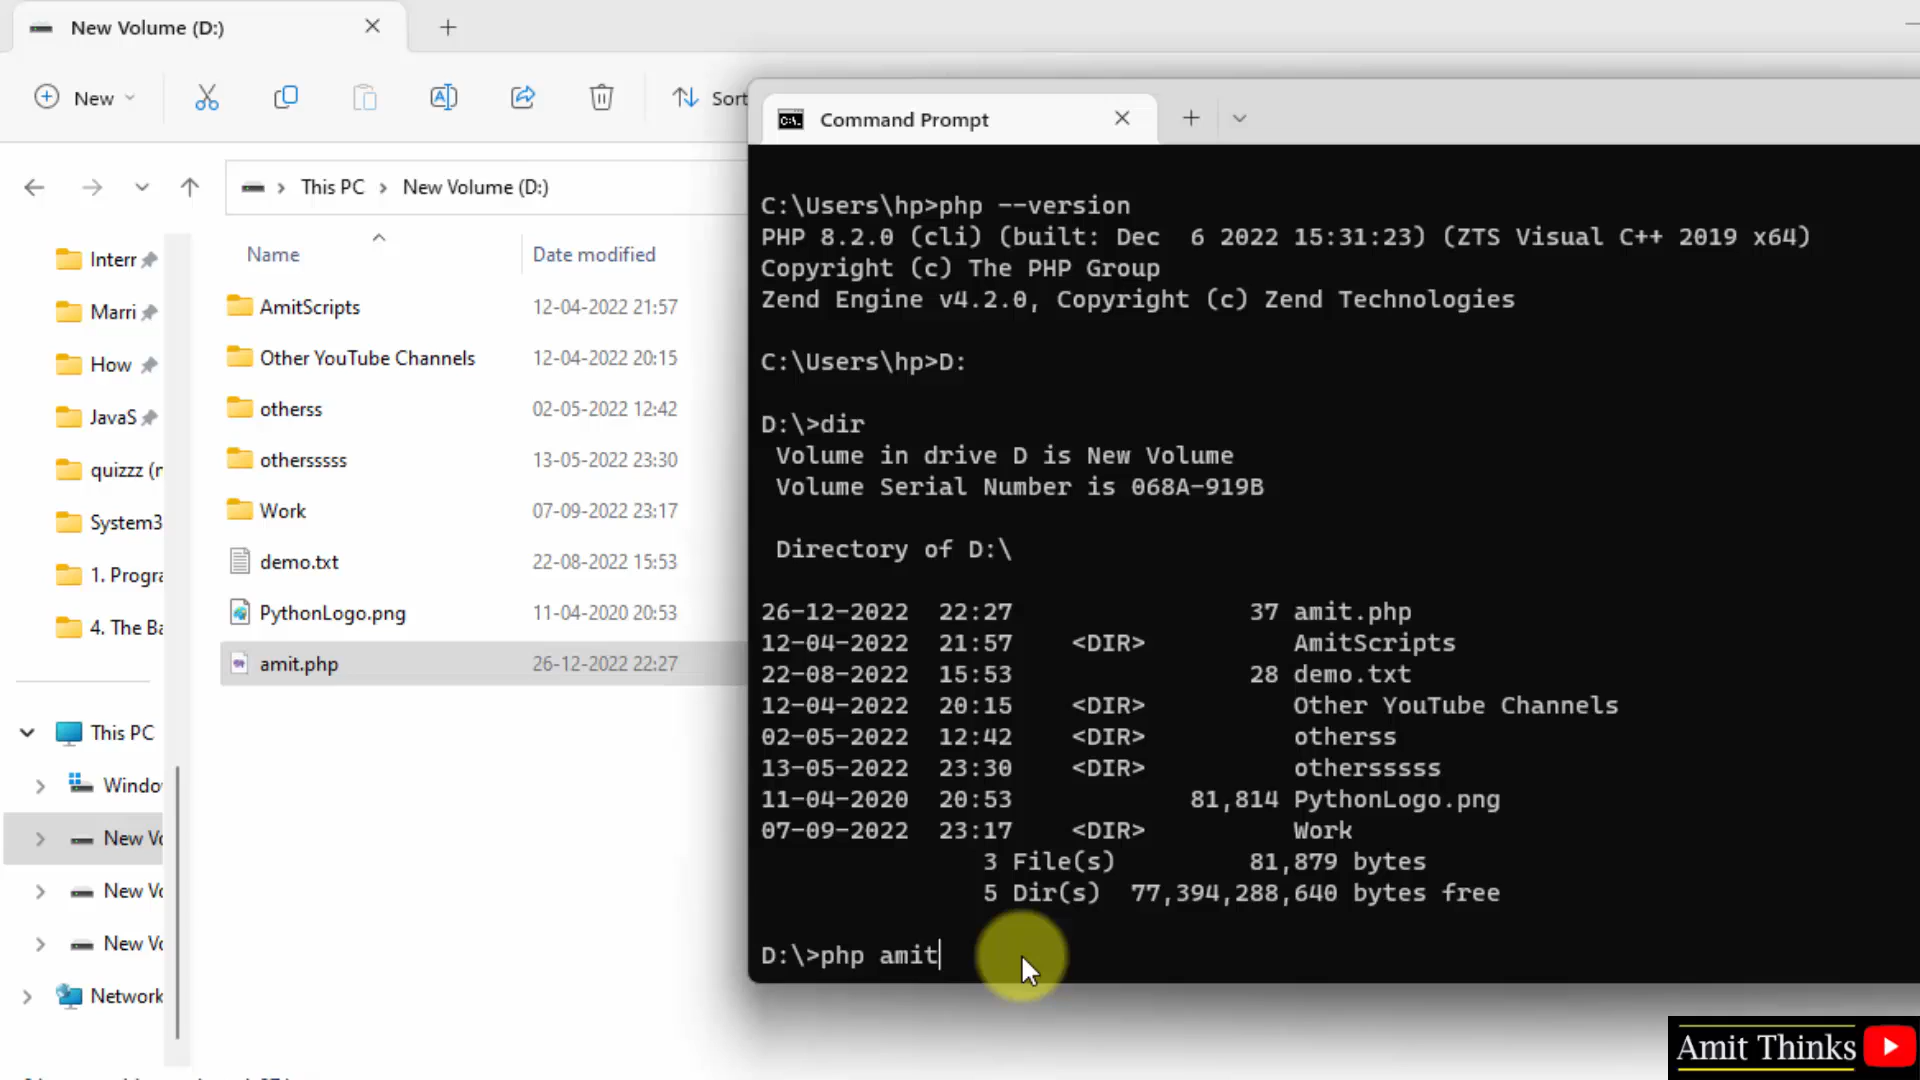 New Volume (D:)
New
Sort
This PC > New Volume (D:)
Name
Date modified
Interr
Marri
How
JavaS
quizzz (r
System3
1. Progra
4. The Ba
This PC
Windo
New Vo
New Vo
New Vo
Network
AmitScripts 12-04-2022 21:57
Other YouTube Channels 12-04-2022 20:15
otherss 02-05-2022 12:42
othersssss 13-05-2022 23:30
Work 07-09-2022 23:17
demo.txt 22-08-2022 15:53
PythonLogo.png 11-04-2020 20:53
amit.php 26-12-2022 22:27
Command Prompt
C:\Users\hp>php --version
PHP 8.2.0 (cli) (built: Dec  6 2022 15:31:23) (ZTS Visual C++ 2019 x64)
Copyright (c) The PHP Group
Zend Engine v4.2.0, Copyright (c) Zend Technologies
C:\Users\hp>D:
D:\>dir
Volume in drive D is New Volume
Volume Serial Number is 068A-919B
Directory of D:\
26-12-2022  22:27                37 amit.php
12-04-2022  21:57    <DIR>          AmitScripts
22-08-2022  15:53                28 demo.txt
12-04-2022  20:15    <DIR>          Other YouTube Channels
02-05-2022  12:42    <DIR>          otherss
13-05-2022  23:30    <DIR>          othersssss
11-04-2020  20:53            81,814 PythonLogo.png
07-09-2022  23:17    <DIR>          Work
3 File(s)         81,879 bytes
5 Dir(s)  77,394,288,640 bytes free
D:\>php amit
Amit Thinks